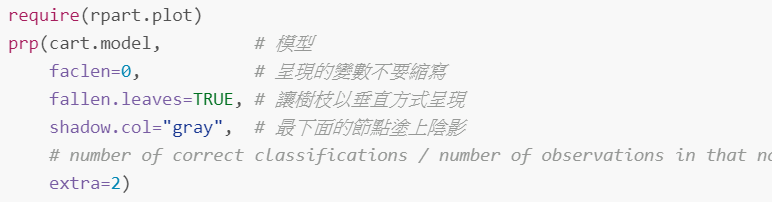 require(rpart.plot)
prp(cart.model,         # 模型
    faclen=0,           # 呈現的變數不要縮寫
    fallen.leaves=TRUE, # 讓樹枝以垂直方式呈現
    shadow.col="gray",  # 最下面的節點塗上陰影
    # number of correct classifications / number of observations in that
    extra=2)